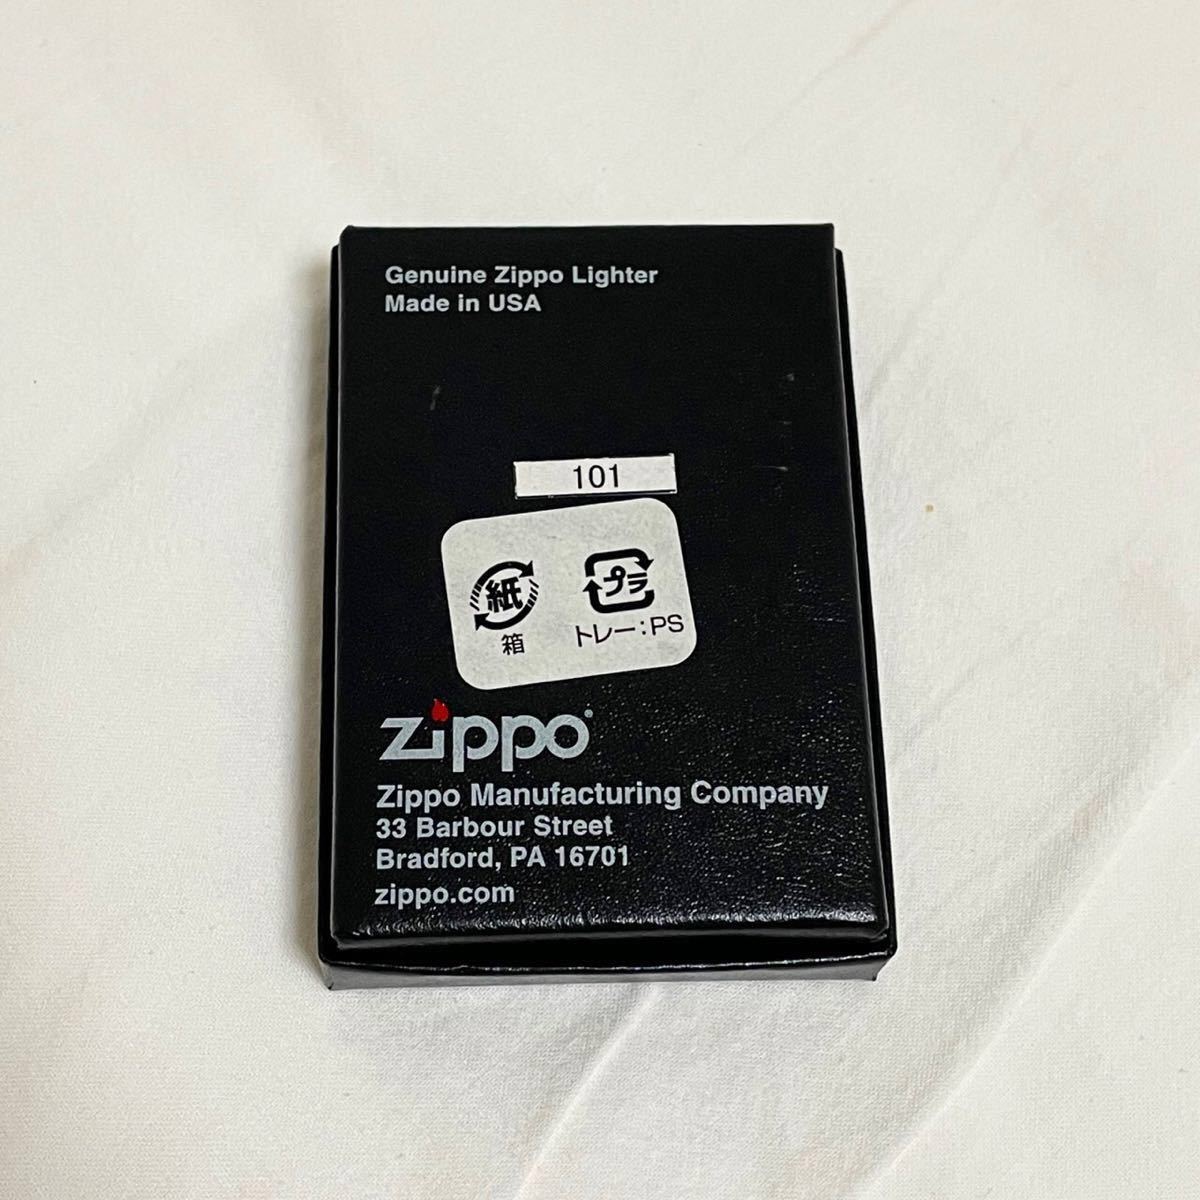 Genuine Zippo Lighter
Made in USA
101
紙
箱
プラ
トレー:PS
zippo®
Zippo Manufacturing Company
33 Barbour Street
Bradford, PA 16701
zippo.com